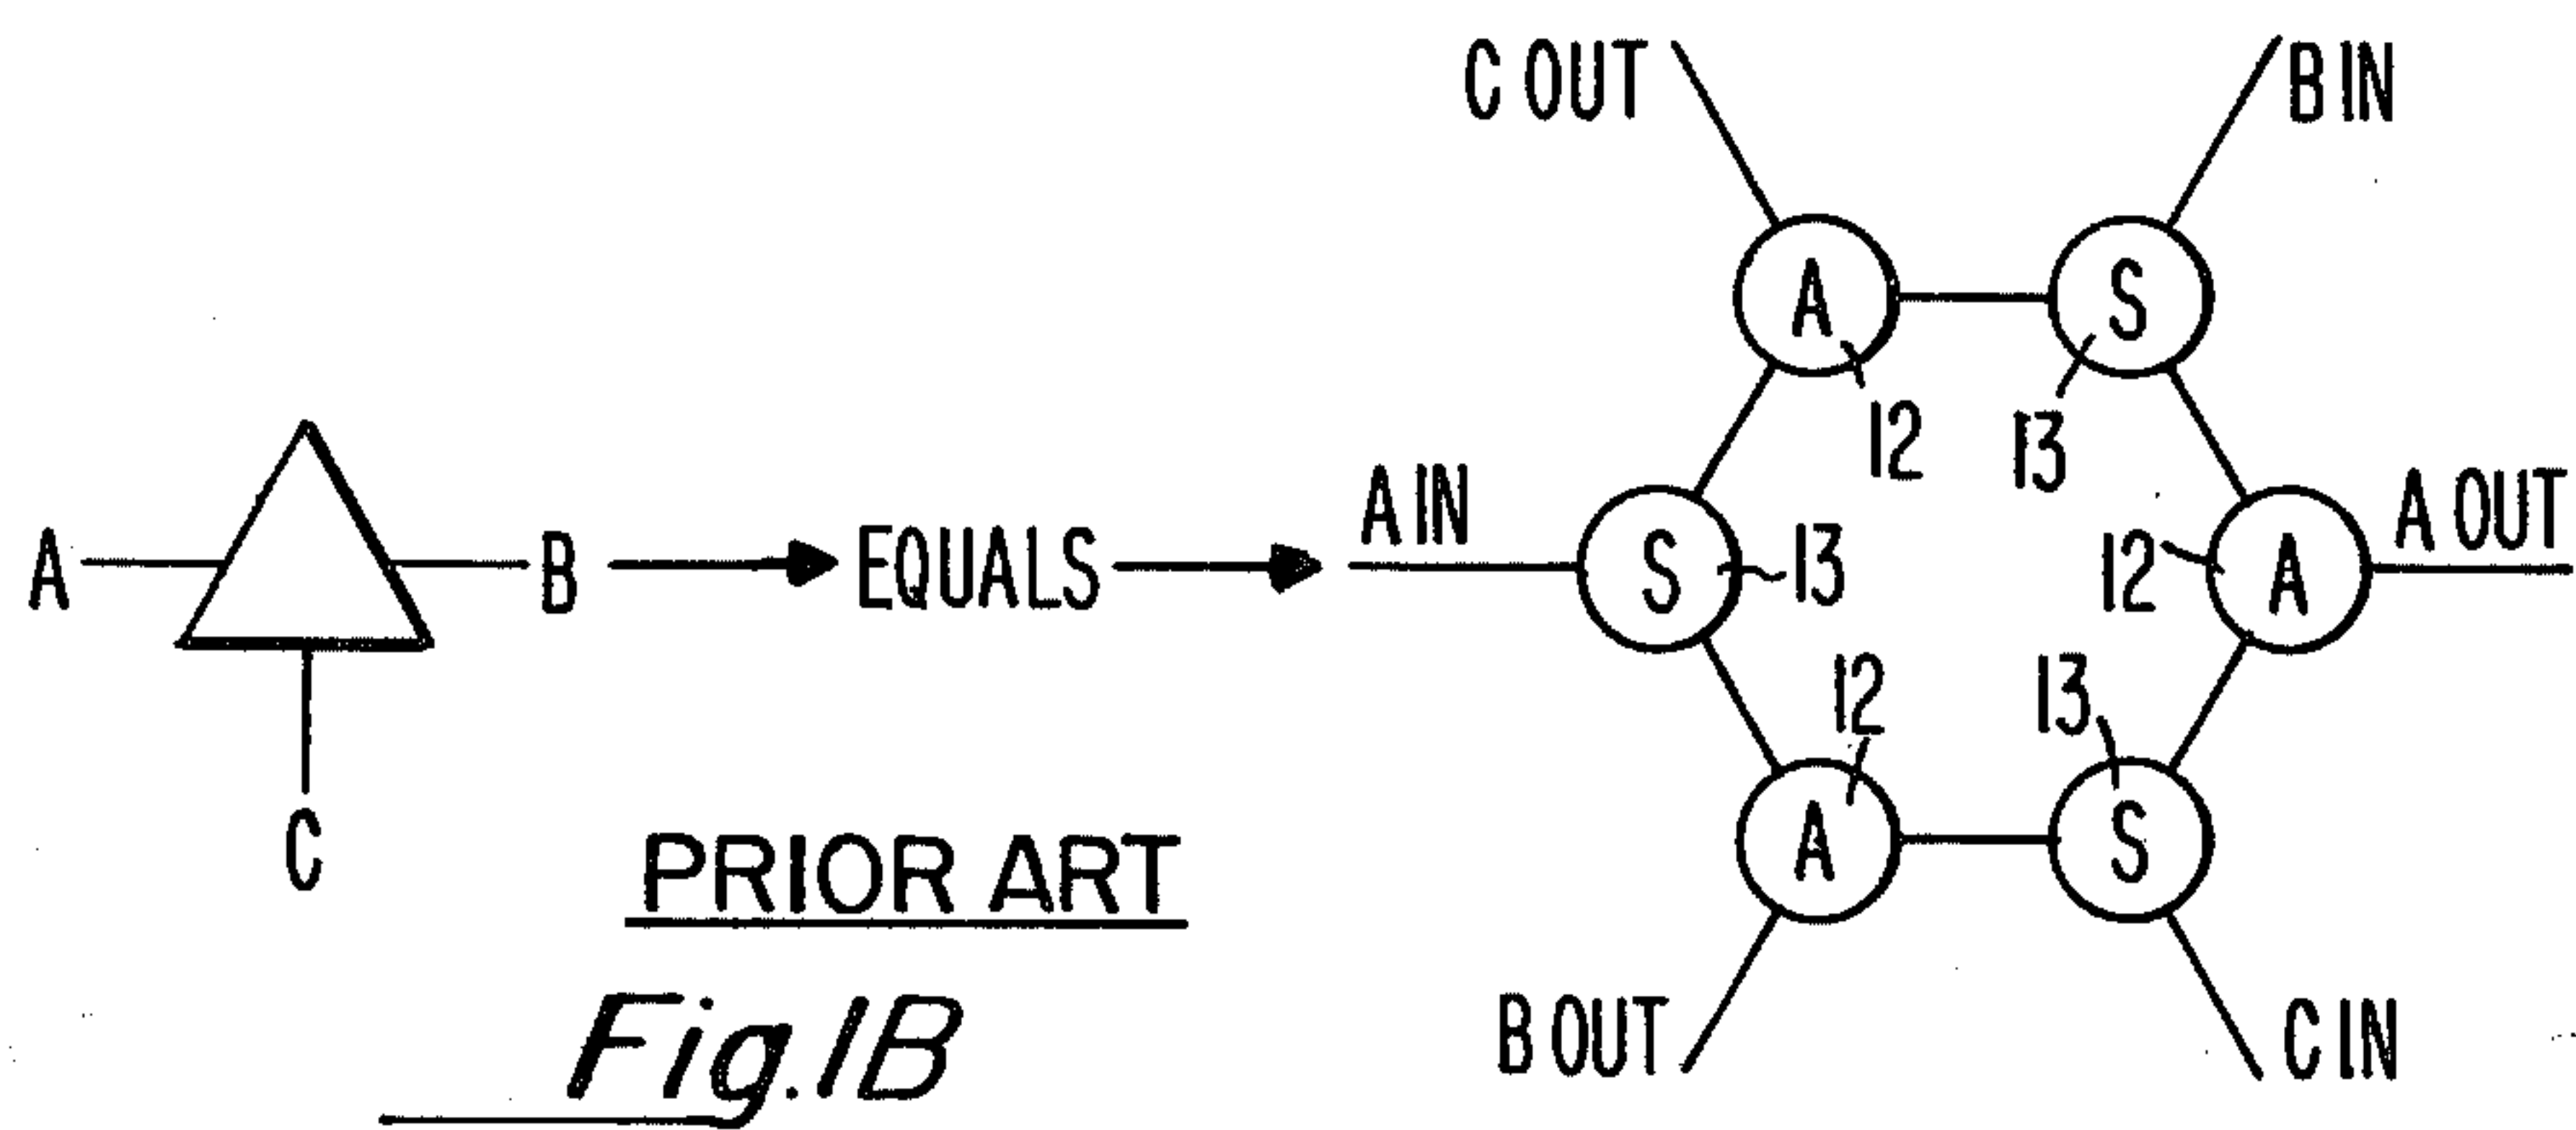 C OUT
B IN
A
S
12
13
A IN
A OUT
A
B
EQUALS
S
13
12
A
12
13
C
A
S
PRIOR ART
B OUT
C IN
Fig. 1B